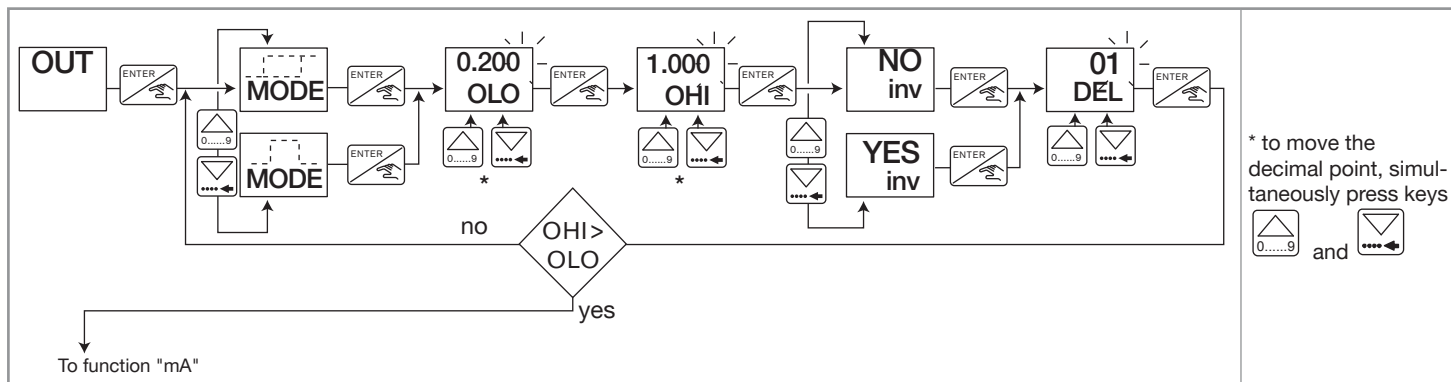 OUT
ENTER
MODE
ENTER
0......9
MODE
ENTER
0.200
OLO
0......9
*
ENTER
1.000
OHI
0......9
*
ENTER
0......9
NO
inv
ENTER
YES
inv
ENTER
01
DEL
0......9
ENTER
no
OHI>
OLO
yes
To function "mA"
* to move the
decimal point, simul-
taneously press keys
0......9
and